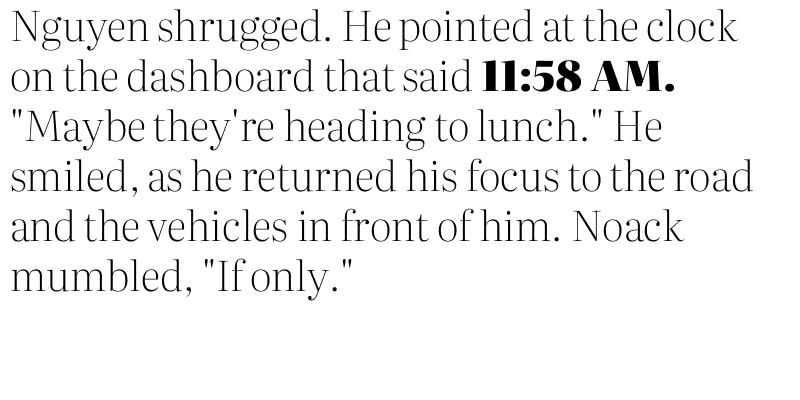 Nguyen shrugged. He pointed at the clock
on the dashboard that said 11:58 AM.
"Maybe they're heading to lunch." He
smiled, as he returned his focus to the road
and the vehicles in front of him. Noack
mumbled, "If only."